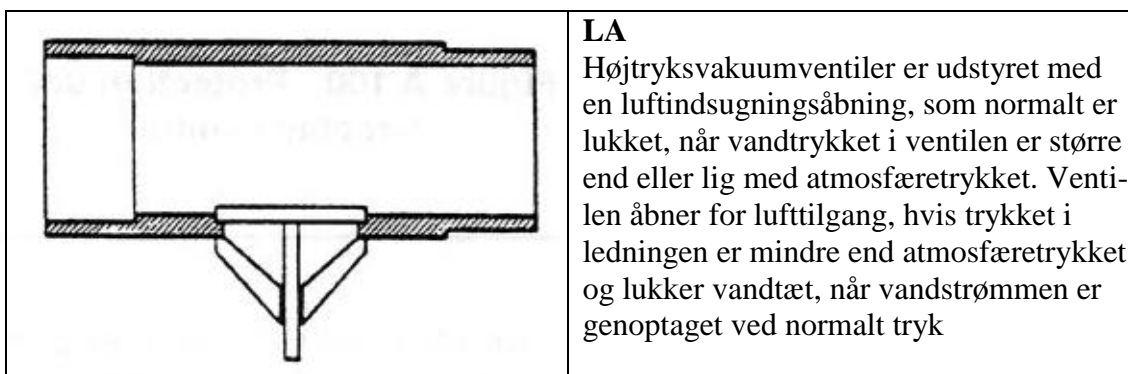 LA
Højtryksvakuumventiler er udstyret med
en luftindsugningsåbning, som normalt er
lukket, når vandtrykket i ventilen er større
end eller lig med atmosfæretrykket. Venti-
len åbner for lufttilgang, hvis trykket i
ledningen er mindre end atmosfæretrykket
og lukker vandtæt, når vandstrømmen er
genoptaget ved normalt tryk